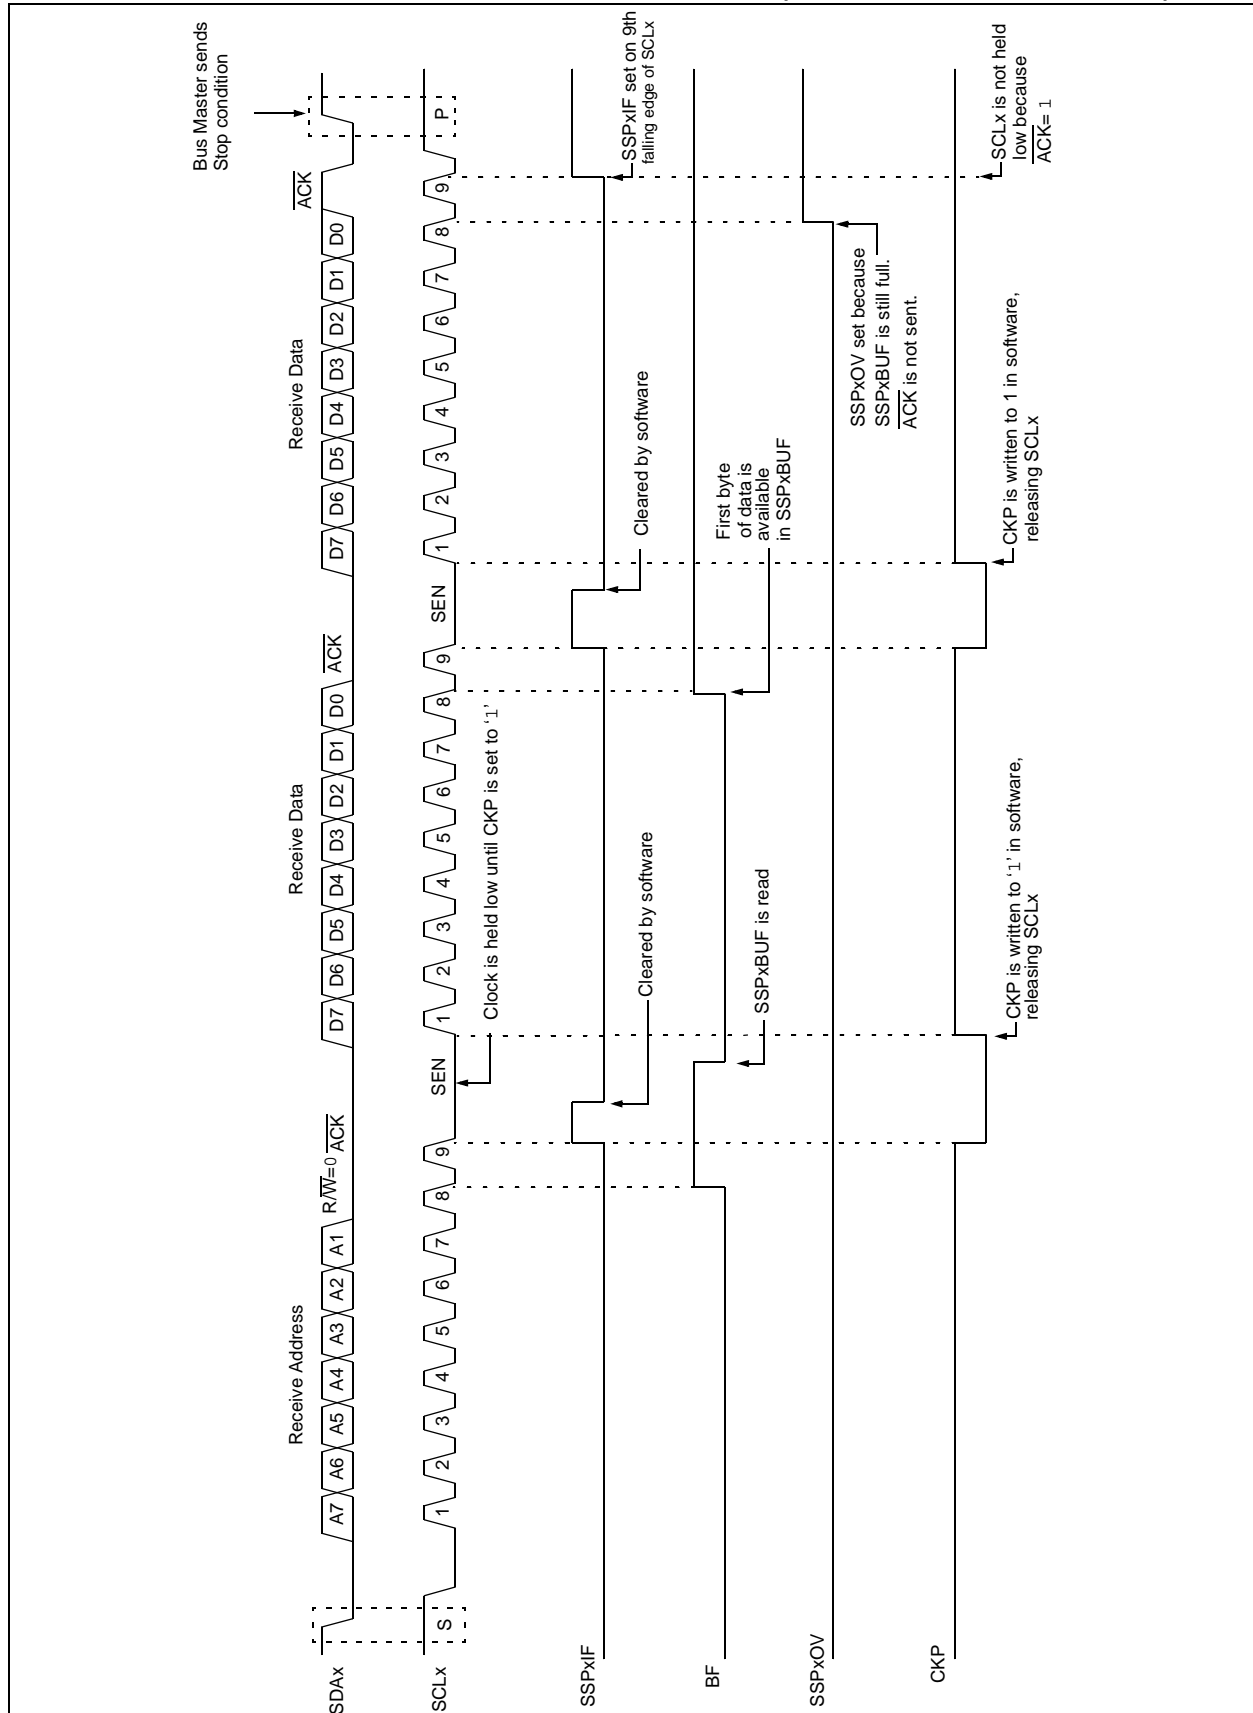 Bus Master sends
Stop condition
Receive Address
Receive Data
Receive Data
SDAx
A7 A6 A5 A4 A3 A2 A1 R/W=0 ACK D7 D6 D5 D4 D3 D2 D1 D0 ACK D7 D6 D5 D4 D3 D2 D1 D0 ACK
SCLx
S 1 2 3 4 5 6 7 8 9 SEN 1 2 3 4 5 6 7 8 9 SEN 1 2 3 4 5 6 7 8 9 P
Clock is held low until CKP is set to ‘1’
SSPxIF
Cleared by software
Cleared by software
SSPxIF set on 9th
falling edge of SCLx
BF
SSPxBUF is read
First byte
of data is
available
in SSPxBUF
SSPxOV
SSPxOV set because
SSPxBUF is still full.
ACK is not sent.
CKP
CKP is written to ‘1’ in software,
releasing SCLx
CKP is written to 1 in software,
releasing SCLx
SCLx is not held
low because
ACK= 1